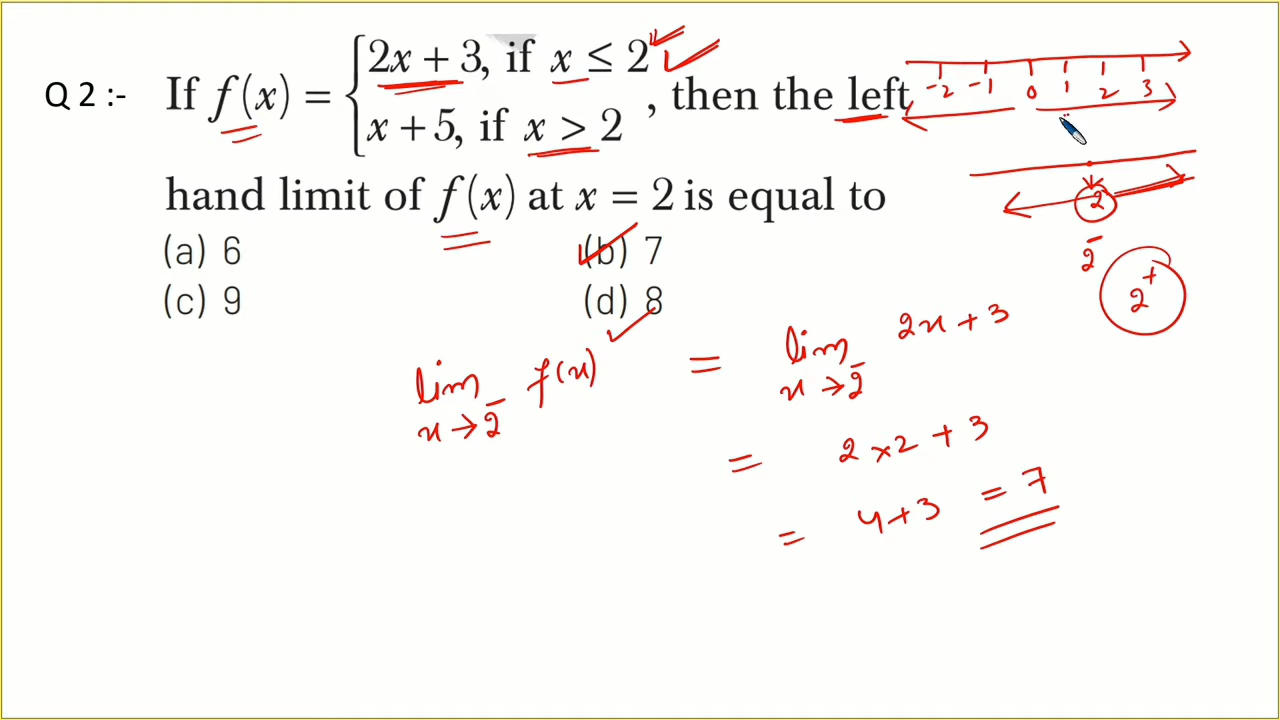 Q 2 :- If f(x) = { 2x + 3, if x ≤ 2
x + 5, if x > 2 , then the left
hand limit of f(x) at x = 2 is equal to
(a) 6 (b) 7
(c) 9 (d) 8
-2 -1 0 1 2 3
2
2⁻
2⁺
lim x→2⁻ f(x) = lim x→2⁻ 2x + 3
= 2×2 + 3
= 4+3 = 7